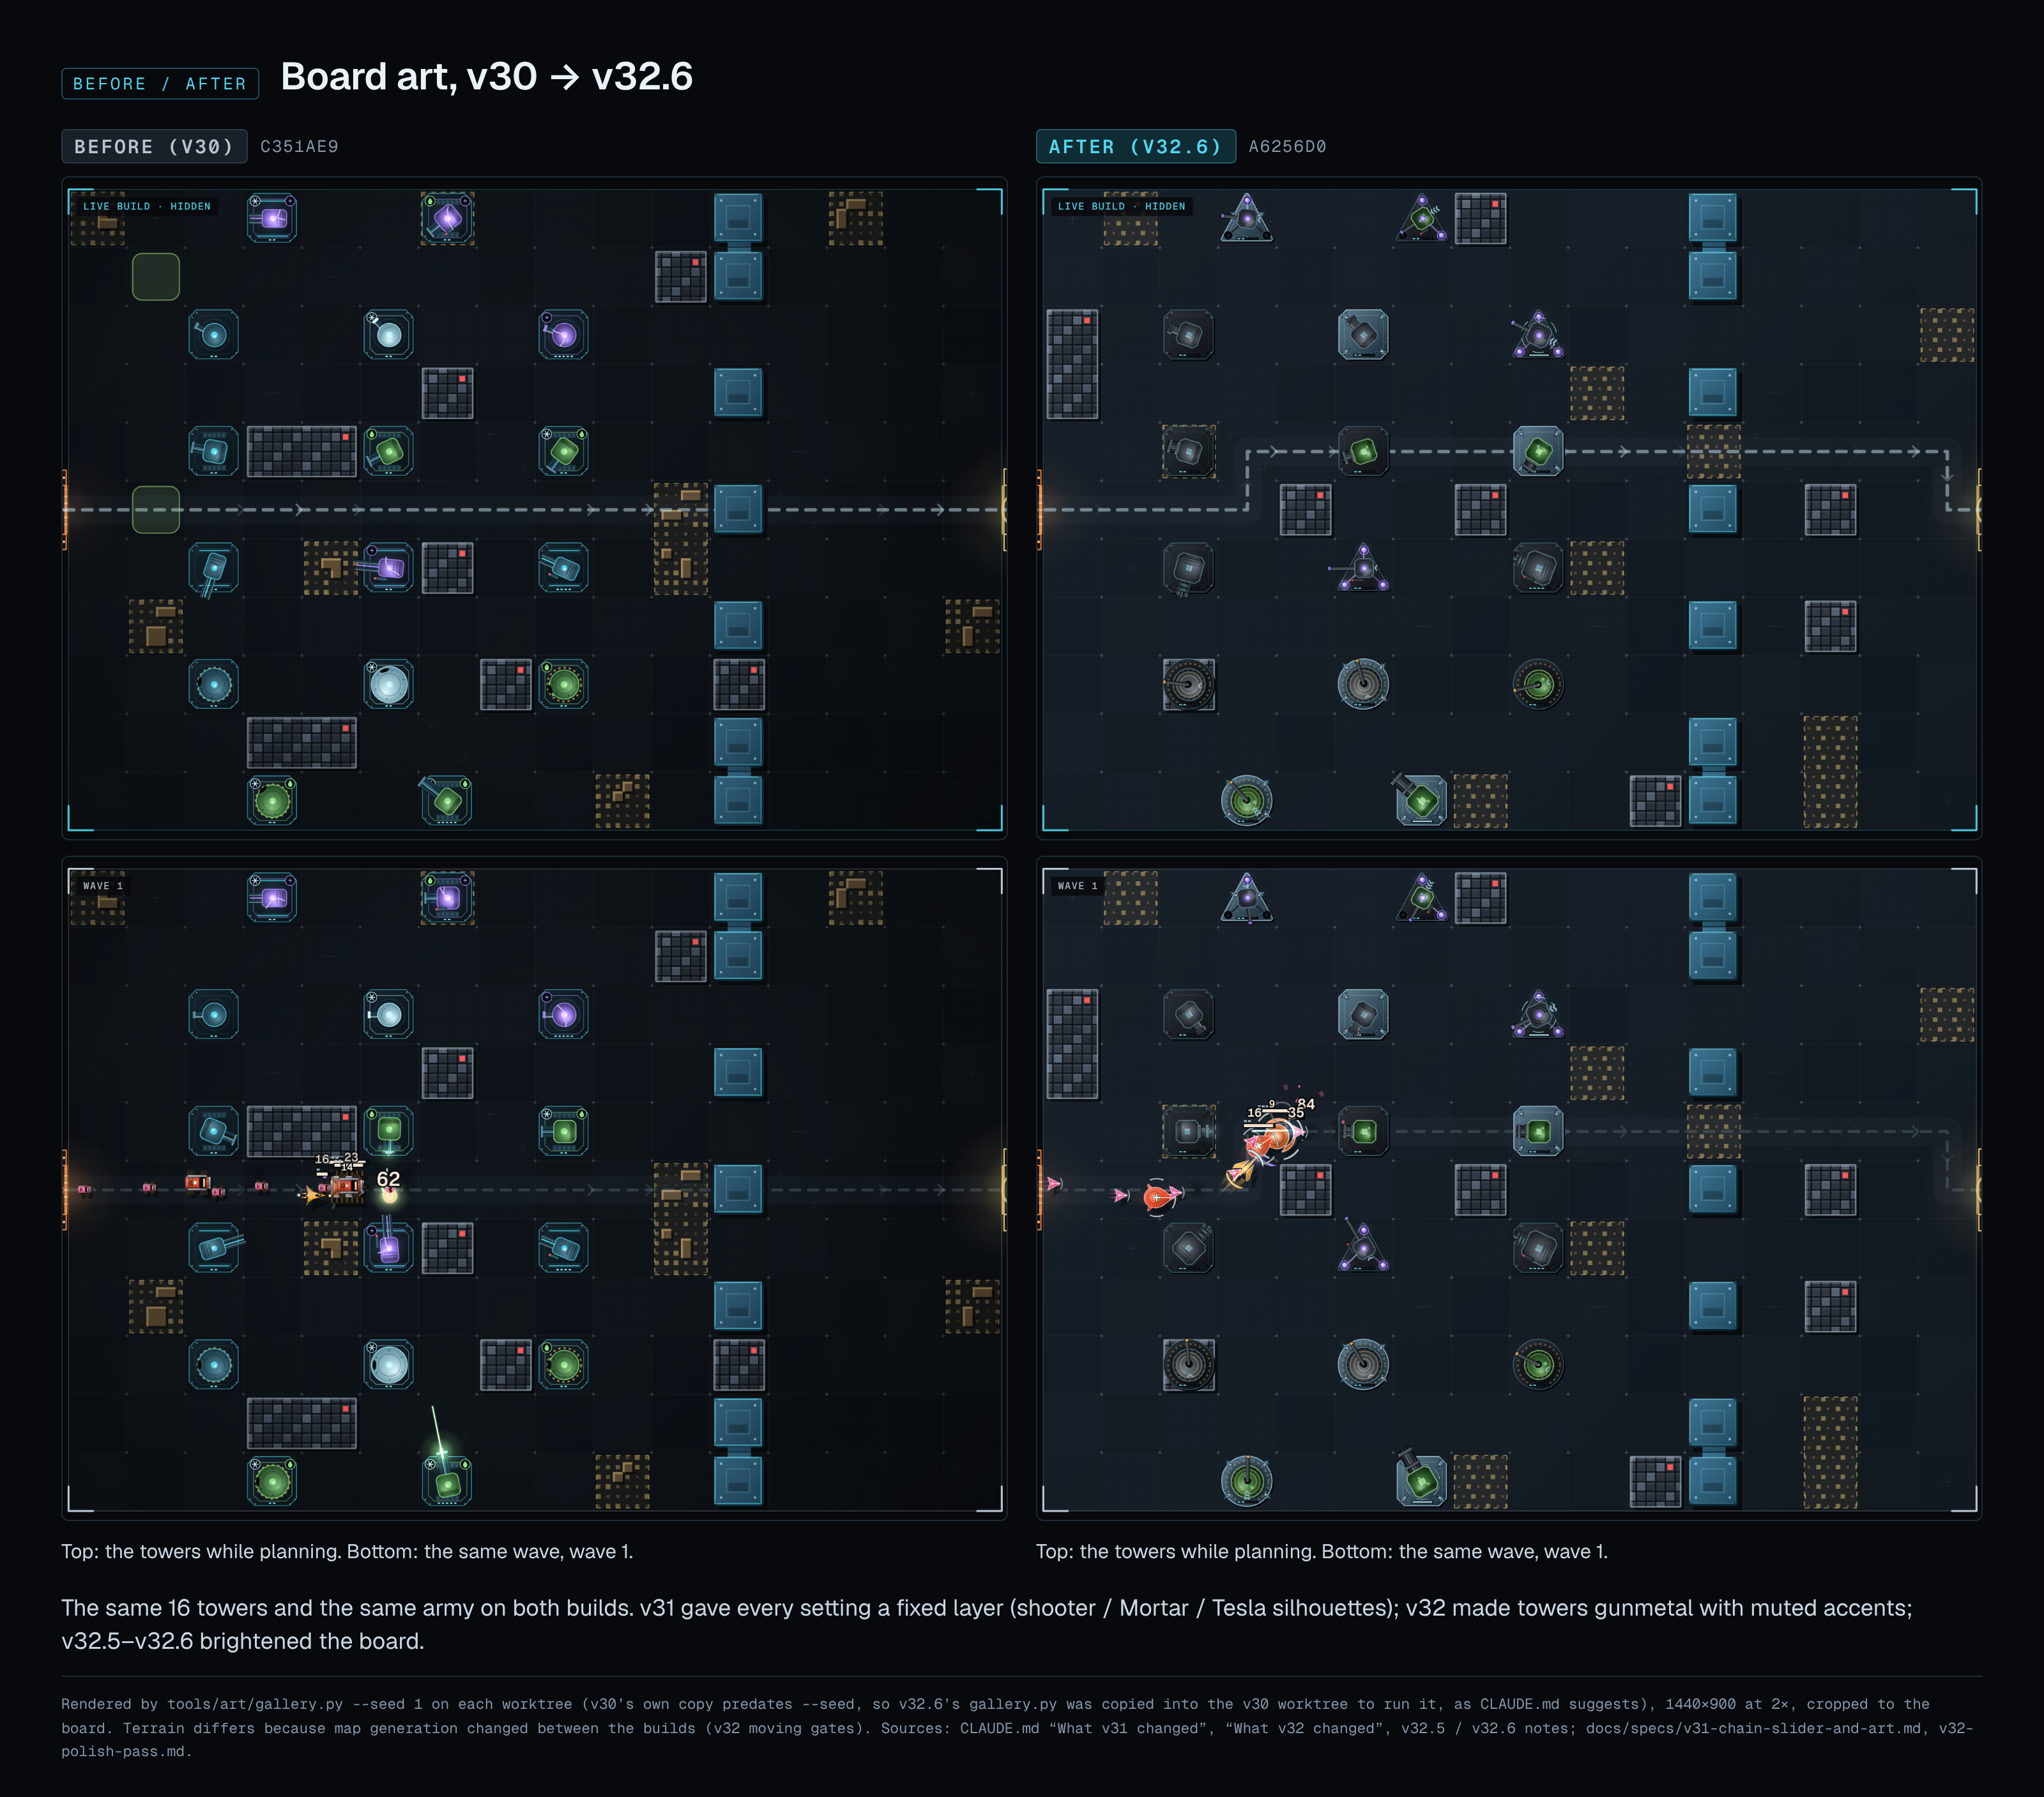 BEFORE / AFTER
Board art, v30 → v32.6
BEFORE (V30)
C351AE9
AFTER (V32.6)
A6256D0
LIVE BUILD · HIDDEN
LIVE BUILD · HIDDEN
WAVE 1
16
23
14
62
WAVE 1
9
84
16
35
Top: the towers while planning. Bottom: the same wave, wave 1.
Top: the towers while planning. Bottom: the same wave, wave 1.
The same 16 towers and the same army on both builds. v31 gave every setting a fixed layer (shooter / Mortar / Tesla silhouettes); v32 made towers gunmetal with muted accents;
v32.5–v32.6 brightened the board.
Rendered by tools/art/gallery.py --seed 1 on each worktree (v30’s own copy predates --seed, so v32.6’s gallery.py was copied into the v30 worktree to run it, as CLAUDE.md suggests), 1440×900 at 2×, cropped to the
board. Terrain differs because map generation changed between the builds (v32 moving gates). Sources: CLAUDE.md “What v31 changed”, “What v32 changed”, v32.5 / v32.6 notes; docs/specs/v31-chain-slider-and-art.md, v32-
polish-pass.md.